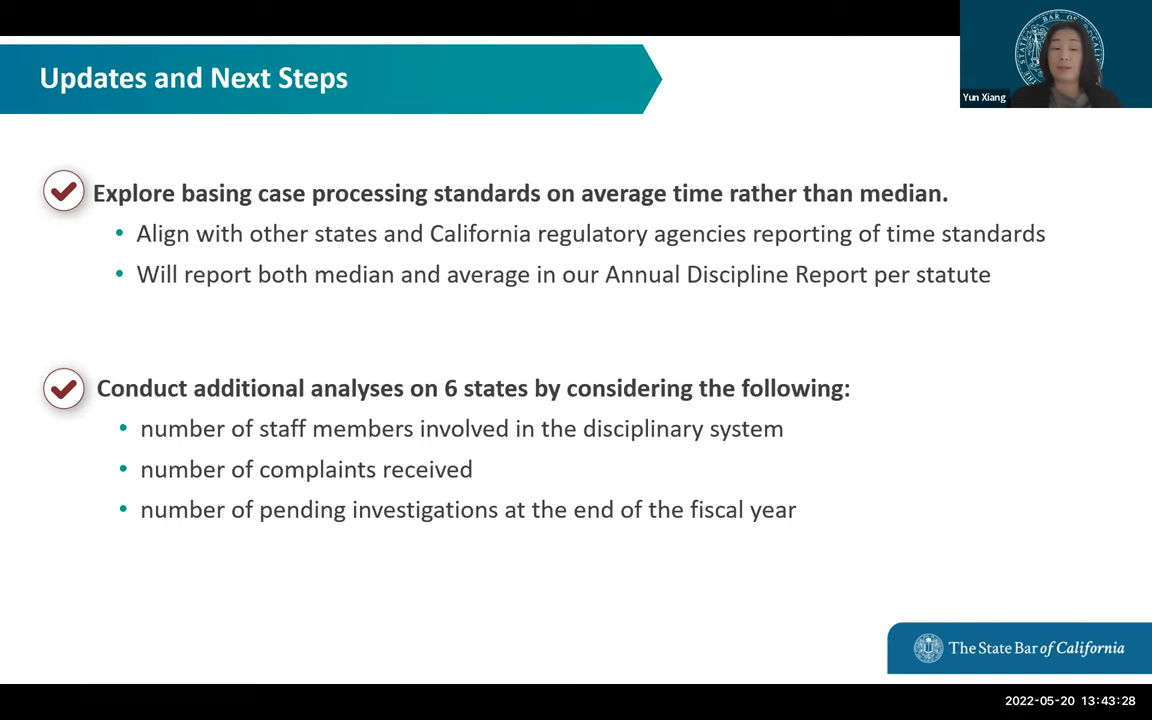 Updates and Next Steps
Yun Xiang
Explore basing case processing standards on average time rather than median.
• Align with other states and California regulatory agencies reporting of time standards
• Will report both median and average in our Annual Discipline Report per statute
Conduct additional analyses on 6 states by considering the following:
• number of staff members involved in the disciplinary system
• number of complaints received
• number of pending investigations at the end of the fiscal year
The State Bar of California
2022-05-20 13:43:28